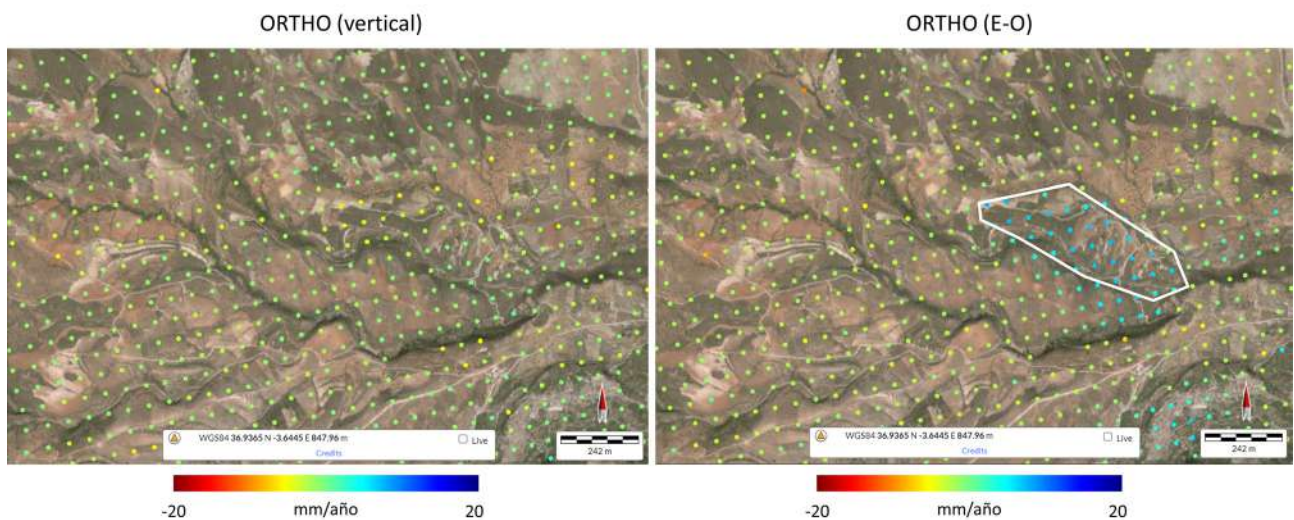 ORTHO (vertical)
ORTHO (E-O)
WGS84 36.9365 N -3.6445 E 847.96 m
Live
Credits
242 m
WGS84 36.9365 N -3.6445 E 847.96 m
Live
Credits
242 m
-20 mm/año 20
-20 mm/año 20